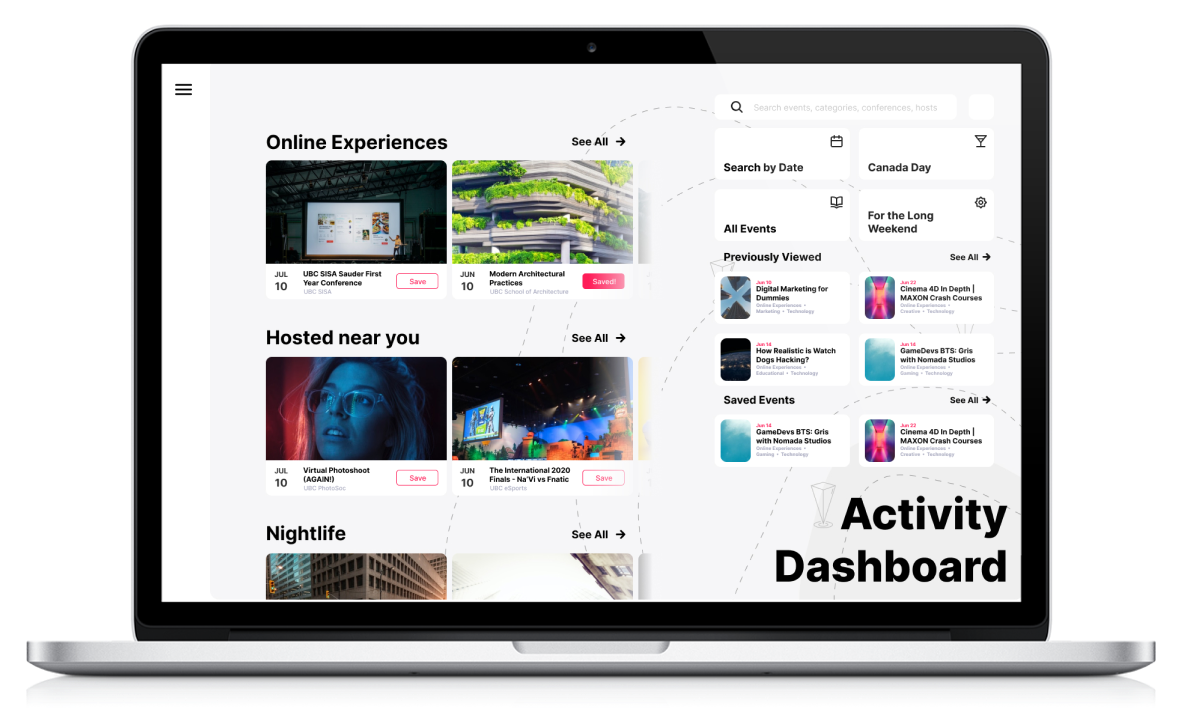 Search events, categories, conferences, hosts
Online Experiences
See All →
JUL
10
UBC SISA Sauder First
Year Conference
UBC SISA
Save
JUN
10
Modern Architectural
Practices
UBC School of Architecture
Saved!
Hosted near you
See All →
JUL
10
Virtual Photoshoot
(AGAIN!)
UBC PhotoSoc
Save
JUN
10
The International 2020
Finals - Na'Vi vs Fnatic
UBC eSports
Save
Nightlife
See All →
Search by Date
Canada Day
All Events
For the Long
Weekend
Previously Viewed
See All →
Jun 10
Digital Marketing for
Dummies
Online Experiences •
Marketing • Technology
Jun 22
Cinema 4D In Depth |
MAXON Crash Courses
Online Experiences •
Creative • Technology
Jun 14
How Realistic is Watch
Dogs Hacking?
Online Experiences •
Educational • Technology
Jun 14
GameDevs BTS: Gris
with Nomada Studios
Online Experiences •
Gaming • Technology
Saved Events
See All →
Jun 14
GameDevs BTS: Gris
with Nomada Studios
Online Experiences •
Gaming • Technology
Jun 22
Cinema 4D In Depth |
MAXON Crash Courses
Online Experiences •
Creative • Technology
Activity
Dashboard